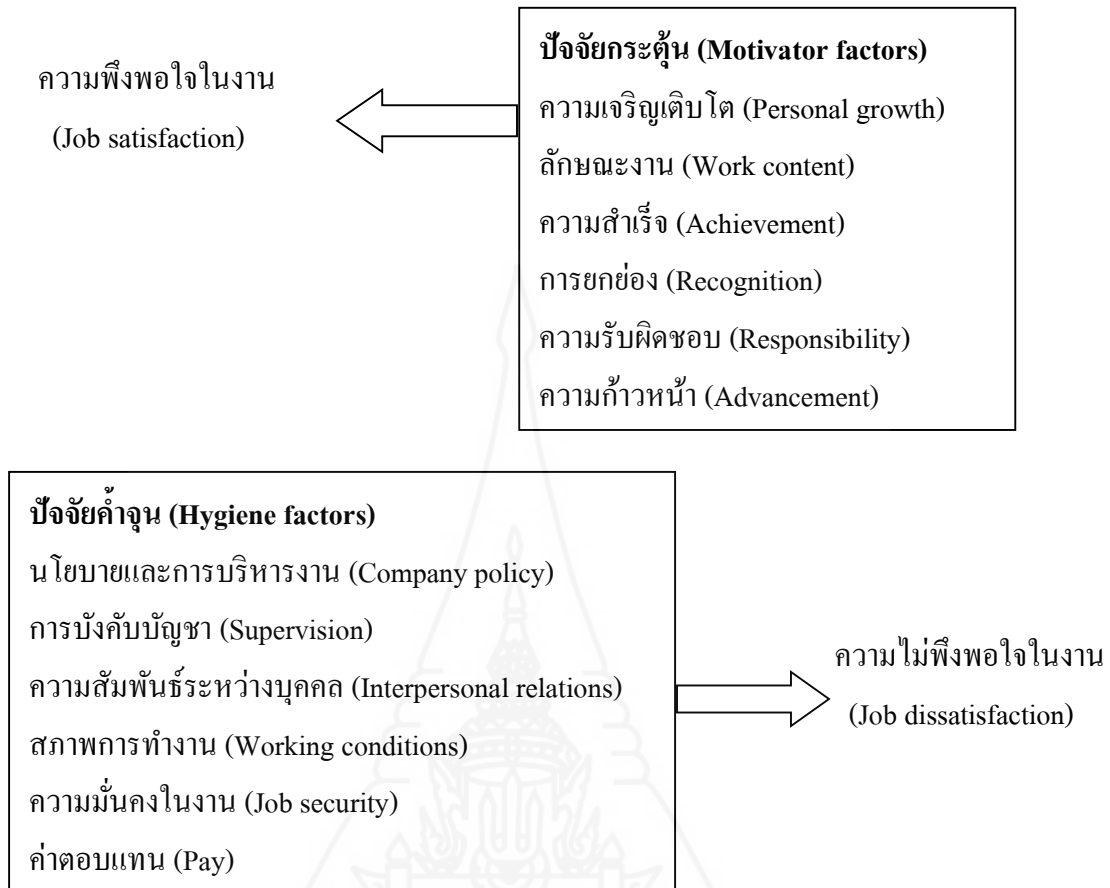 ปัจจัยกระตุ้น (Motivator factors)
ความเจริญเติบโต (Personal growth)
ลักษณะงาน (Work content)
ความสำเร็จ (Achievement)
การยกย่อง (Recognition)
ความรับผิดชอบ (Responsibility)
ความก้าวหน้า (Advancement)
ความพึงพอใจในงาน
(Job satisfaction)
ปัจจัยค้ำจุน (Hygiene factors)
นโยบายและการบริหารงาน (Company policy)
การบังคับบัญชา (Supervision)
ความสัมพันธ์ระหว่างบุคคล (Interpersonal relations)
สภาพการทำงาน (Working conditions)
ความมั่นคงในงาน (Job security)
ค่าตอบแทน (Pay)
ความไม่พึงพอใจในงาน
(Job dissatisfaction)